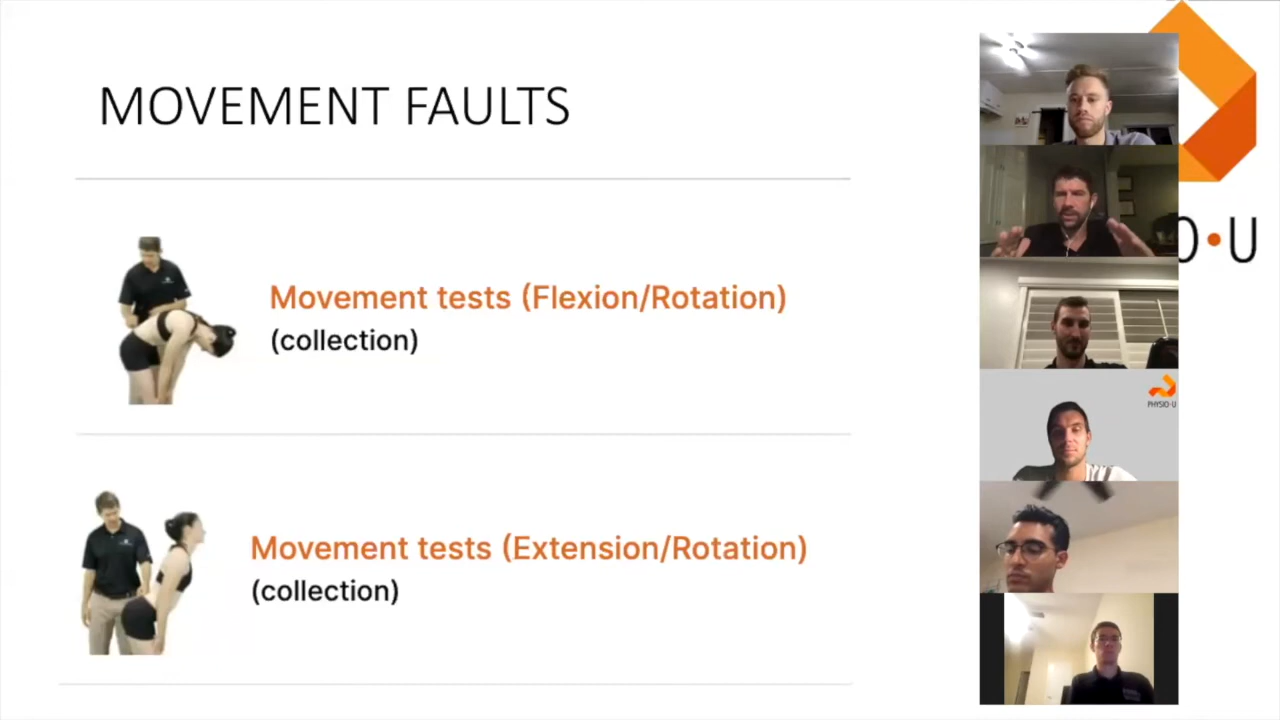 MOVEMENT FAULTS
Movement tests (Flexion/Rotation)
(collection)
Movement tests (Extension/Rotation)
(collection)
O•U
PHYSIO•U